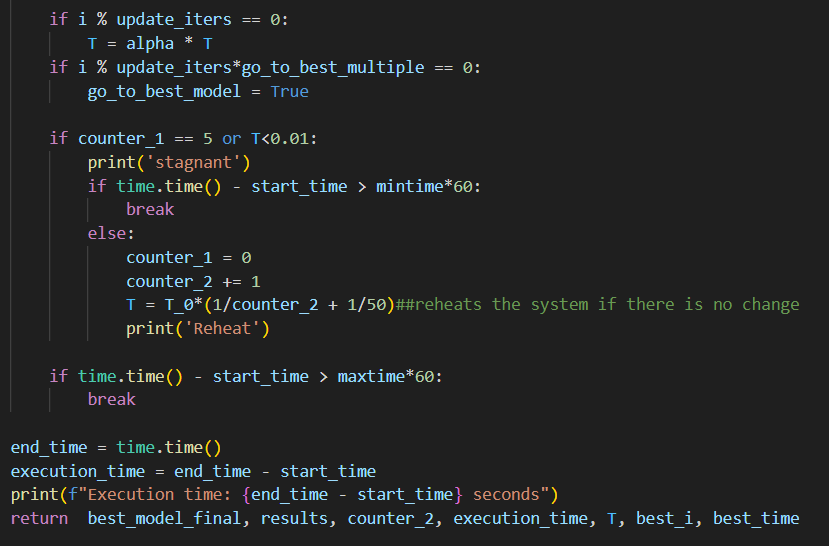 if i % update_iters == 0:
T = alpha * T
if i % update_iters*go_to_best_multiple == 0:
go_to_best_model = True
if counter_1 == 5 or T<0.01:
print('stagnant')
if time.time() - start_time > mintime*60:
break
else:
counter_1 = 0
counter_2 += 1
T = T_0*(1/counter_2 + 1/50)##reheats the system if there is no change
print('Reheat')
if time.time() - start_time > maxtime*60:
break
end_time = time.time()
execution_time = end_time - start_time
print(f"Execution time: {end_time - start_time} seconds")
return  best_model_final, results, counter_2, execution_time, T, best_i, best_time